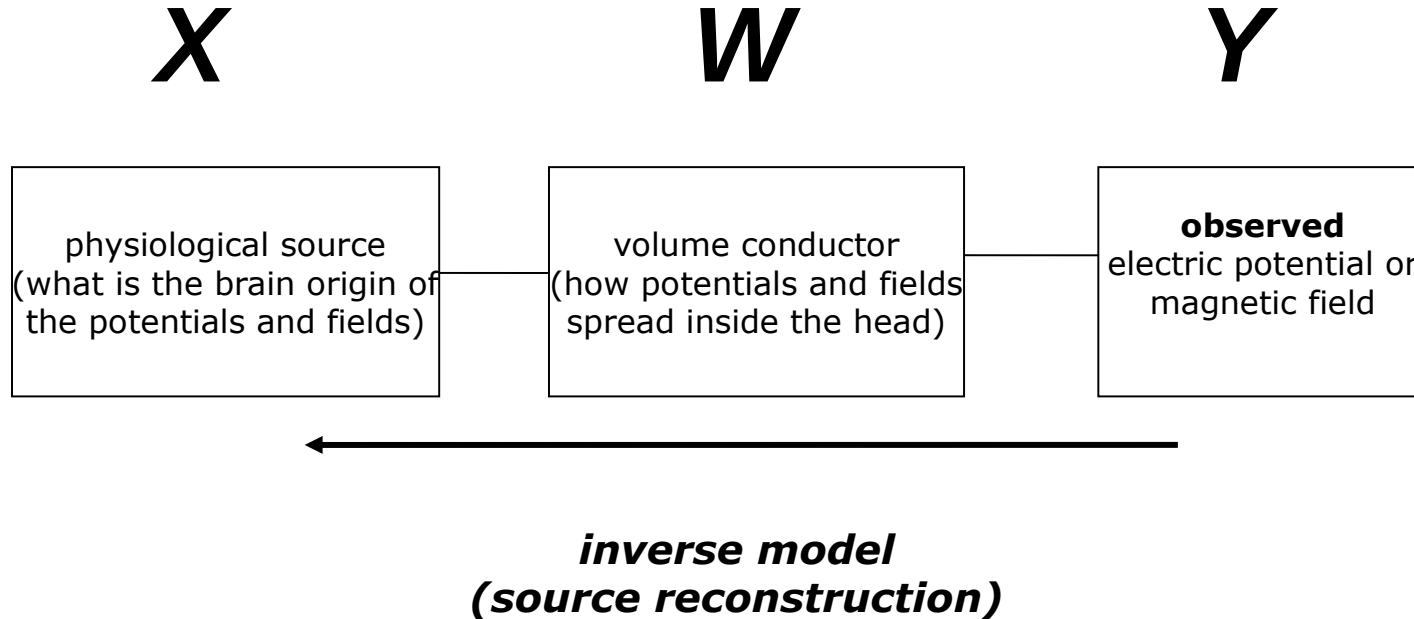 X
W
Y
physiological source
(what is the brain origin of
the potentials and fields)
volume conductor
(how potentials and fields
spread inside the head)
observed
electric potential or
magnetic field
inverse model
(source reconstruction)